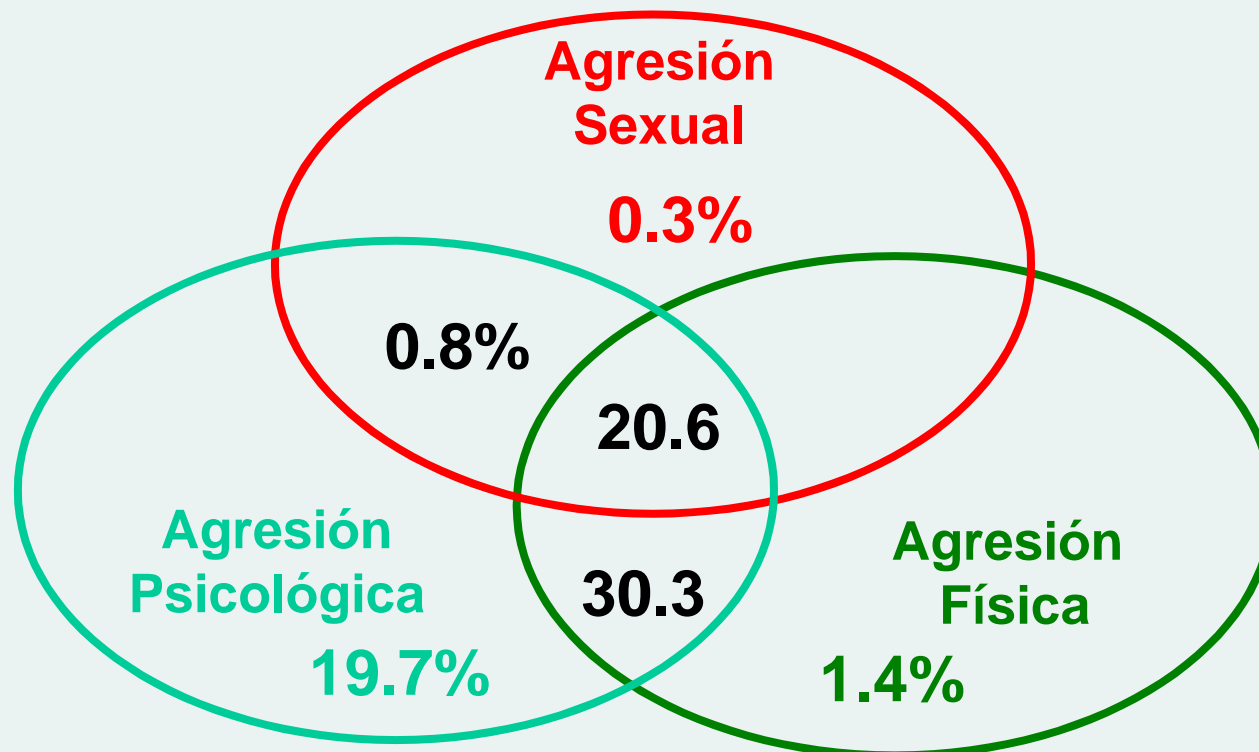 Agresión
Sexual
0.3%
0.8%
20.6
Agresión
Psicológica
19.7%
30.3
Agresión
Física
1.4%